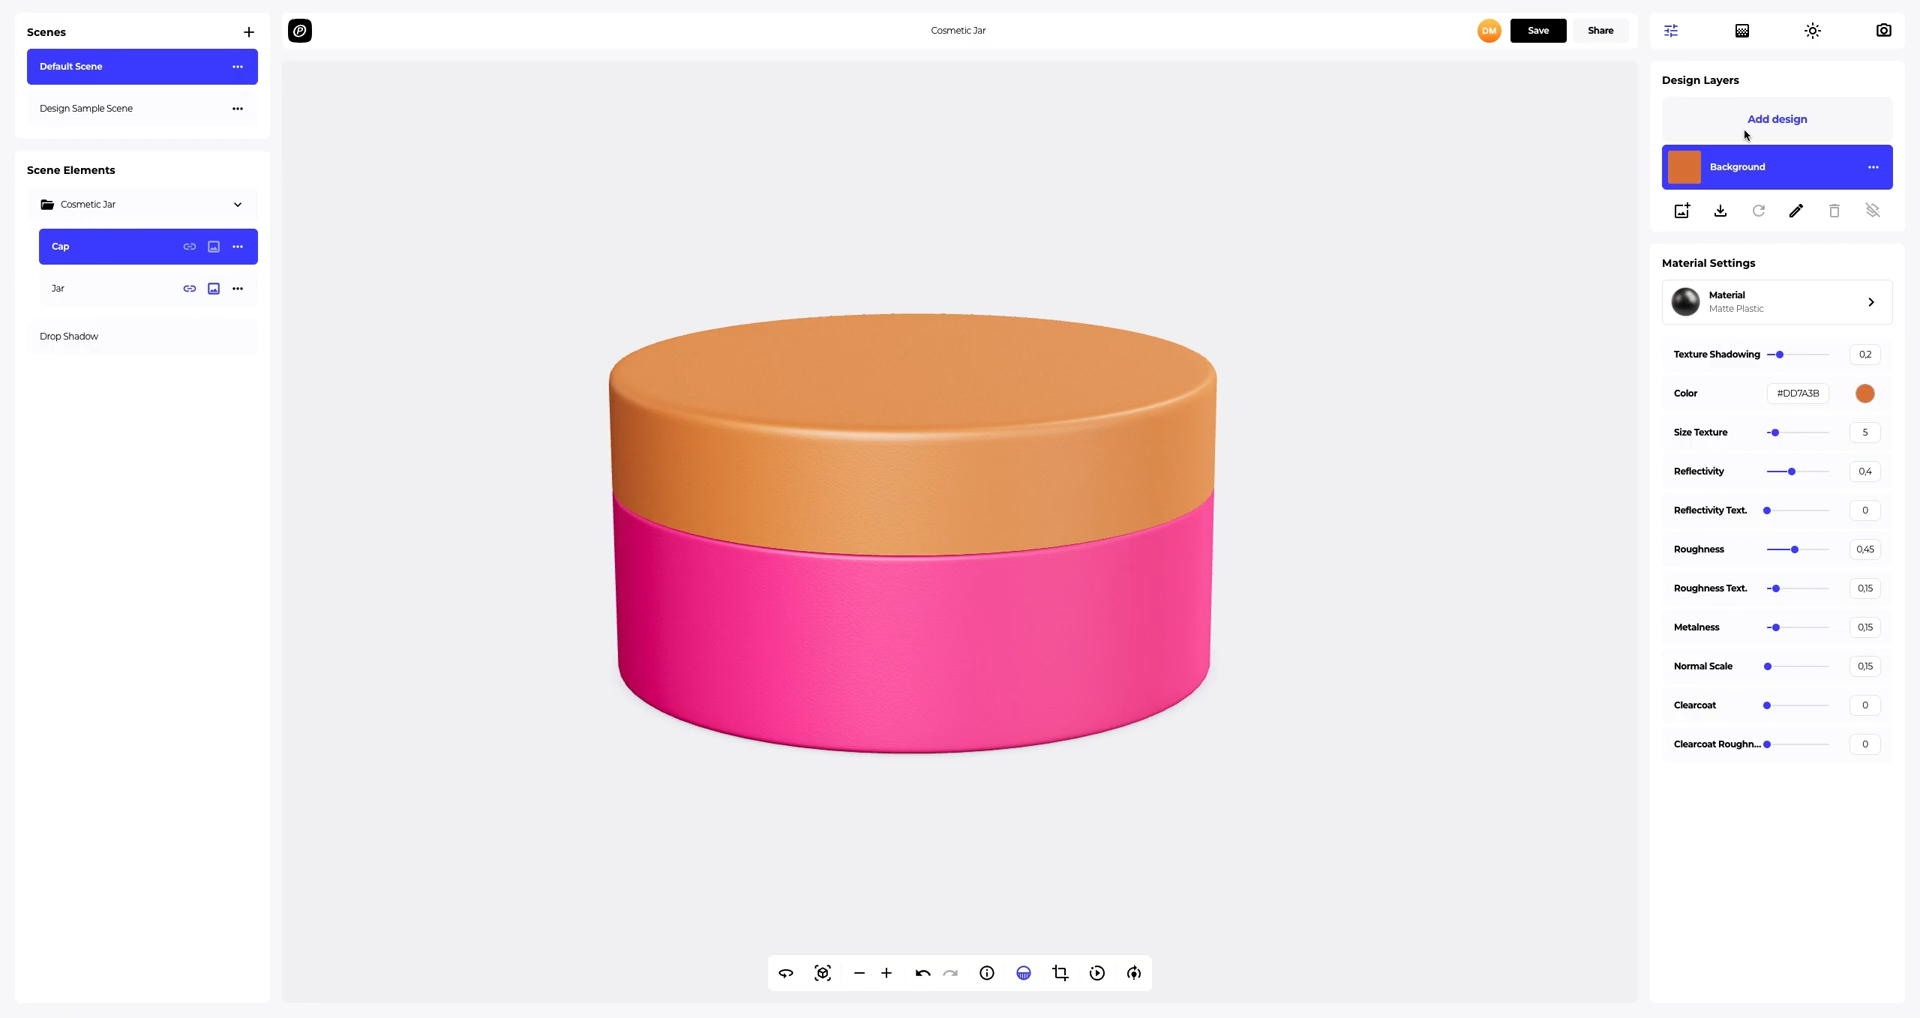 Scenes
Default Scene
Design Sample Scene
Scene Elements
Cosmetic Jar
Cap
Jar
Drop Shadow
Cosmetic Jar
DM
Save
Share
Design Layers
Add design
Background
Material Settings
Material
Matte Plastic
Texture Shadowing 0,2
Color #DD7A3B
Size Texture 5
Reflectivity 0,4
Reflectivity Text. 0
Roughness 0,45
Roughness Text. 0,15
Metalness 0,15
Normal Scale 0,15
Clearcoat 0
Clearcoat Roughn... 0